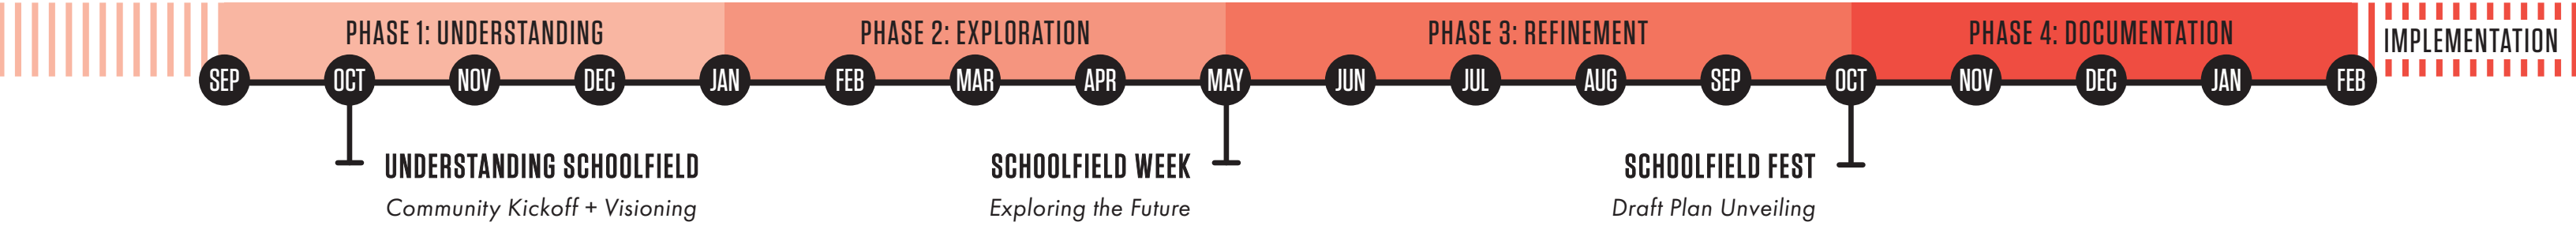 PHASE 1: UNDERSTANDING
PHASE 2: EXPLORATION
PHASE 3: REFINEMENT
PHASE 4: DOCUMENTATION
IMPLEMENTATION
SEP OCT NOV DEC JAN FEB MAR APR MAY JUN JUL AUG SEP OCT NOV DEC JAN FEB
UNDERSTANDING SCHOOLFIELD
Community Kickoff + Visioning
SCHOOLFIELD WEEK
Exploring the Future
SCHOOLFIELD FEST
Draft Plan Unveiling